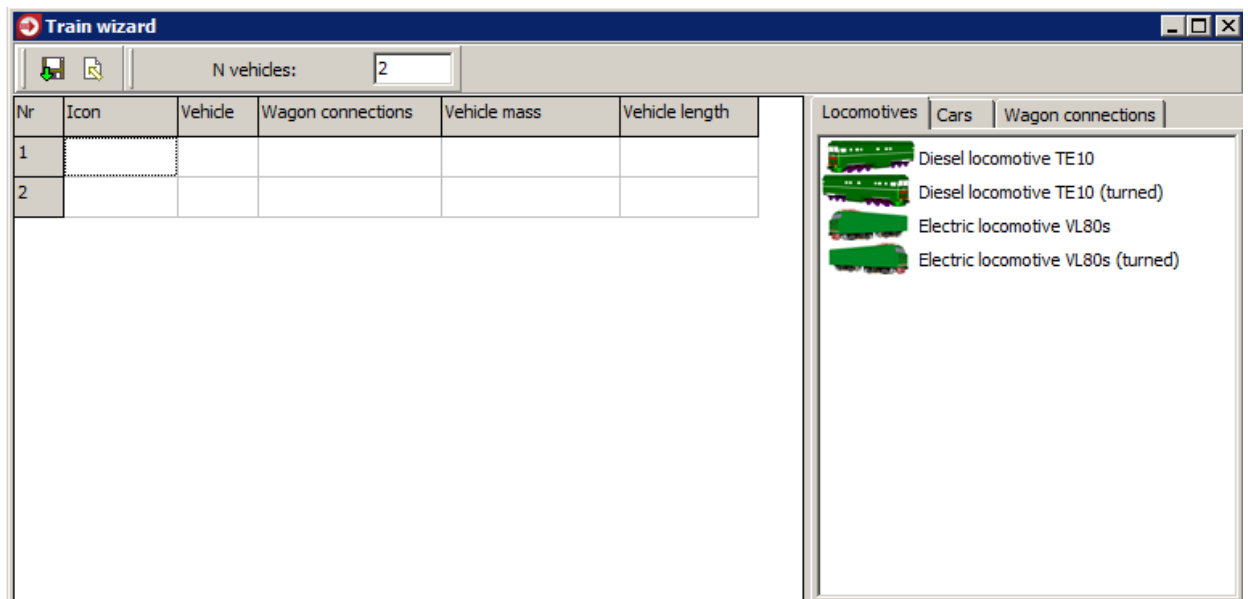 Train wizard
N vehicles: 2
Nr Icon Vehicle Wagon connections Vehicle mass Vehicle length
1
2
Locomotives Cars Wagon connections
Diesel locomotive TE10
Diesel locomotive TE10 (turned)
Electric locomotive VL80s
Electric locomotive VL80s (turned)